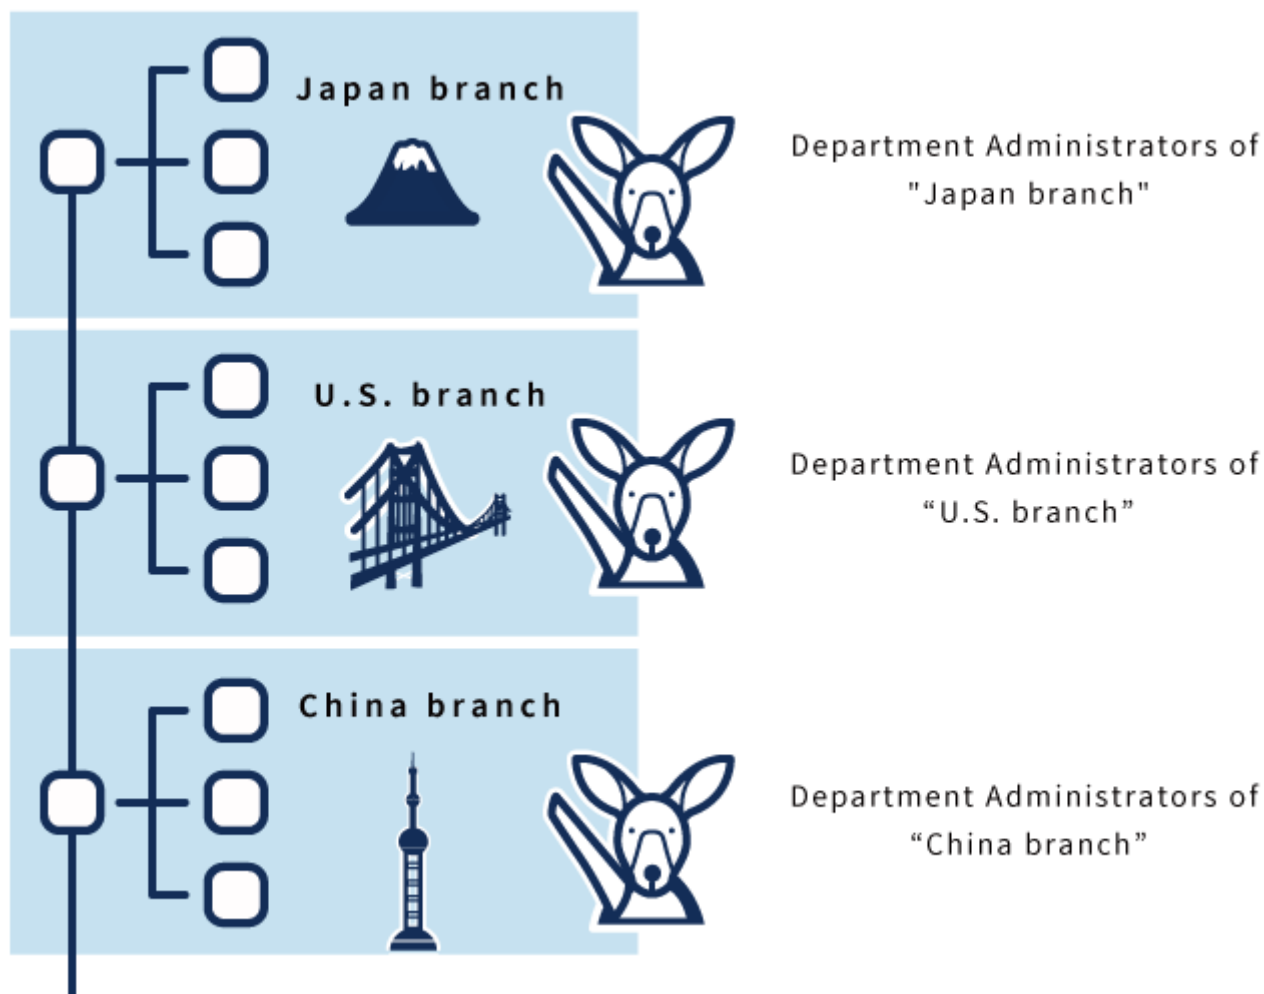 Japan branch
Department Administrators of
"Japan branch"
U.S. branch
Department Administrators of
“U.S. branch”
China branch
Department Administrators of
“China branch”